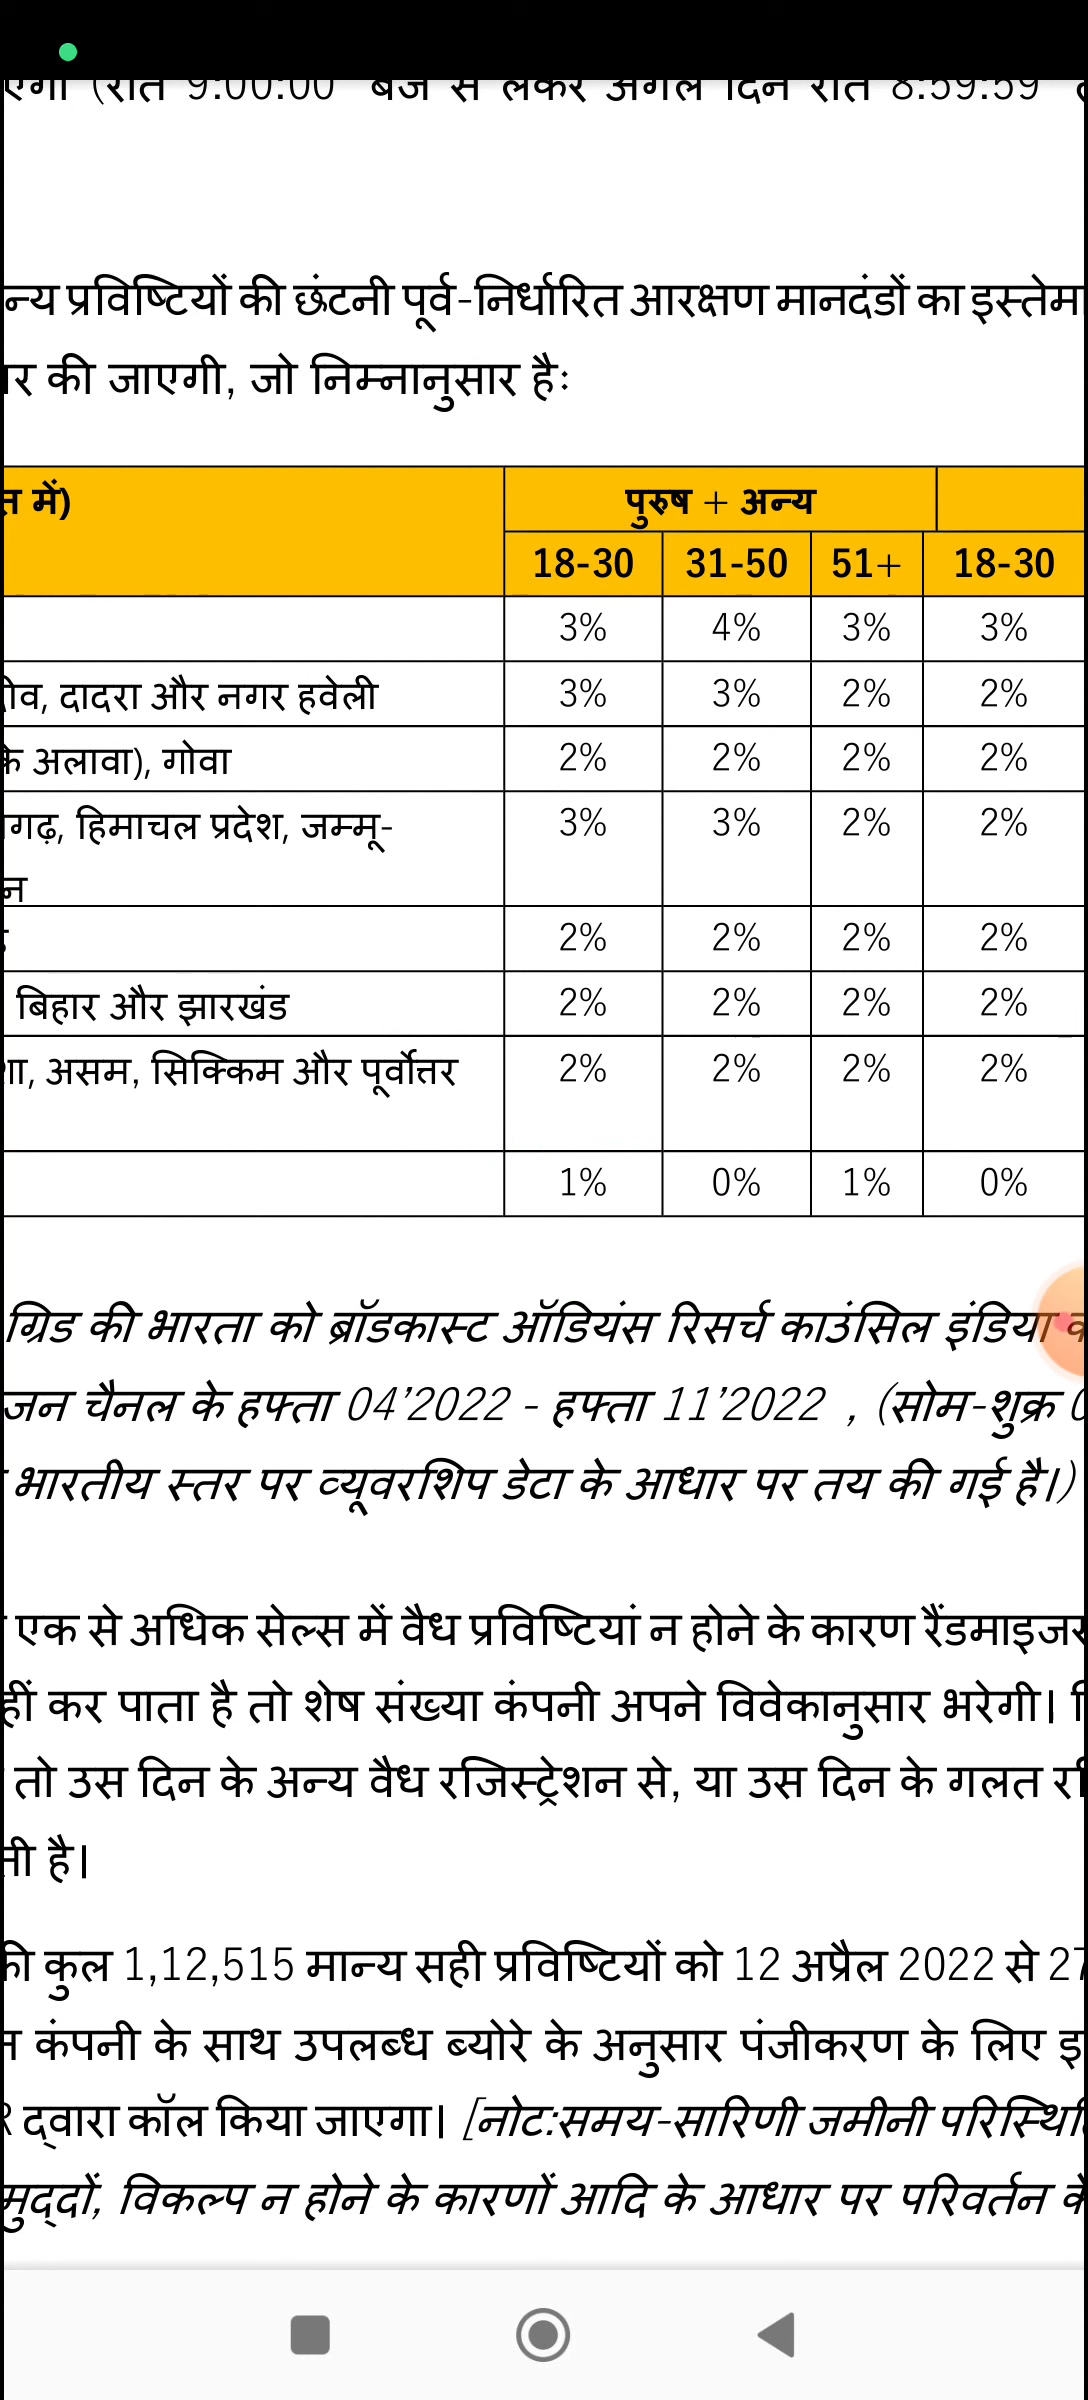 (रात 9:00:00 बजे से लेकर अगले दिन रात 8:59:59
प्रविष्टियों की छंटनी पूर्व-निर्धारित आरक्षण मानदंडों का
की जाएगी, जो निम्नानुसार हैः
में) पुरुष + अन्य
18-30 31-50 51+ 18-30
3% 4% 3% 3%
दादरा और नगर हवेली 3% 3% 2% 2%
अलावा), गोवा 2% 2% 2% 2%
हिमाचल प्रदेश, जम्मू- 3% 3% 2% 2%
2% 2% 2% 2%
बिहार और झारखंड 2% 2% 2% 2%
असम, सिक्किम और पूर्वोत्तर 2% 2% 2% 2%
1% 0% 1% 0%
ग्रिड की भारता को ब्रॉडकास्ट ऑडियंस रिसर्च काउंसिल इंडिया
चैनल के हफ्ता 04’2022 - हफ्ता 11’2022 , (सोम-शुक्र
भारतीय स्तर पर व्यूवरशिप डेटा के आधार पर तय की गई है।)
एक से अधिक सेल्स में वैध प्रविष्टियां न होने के कारण
कर पाता है तो शेष संख्या कंपनी अपने विवेकानुसार भरेगी।
तो उस दिन के अन्य वैध रजिस्ट्रेशन से, या उस दिन के गलत
है।
कुल 1,12,515 मान्य सही प्रविष्टियों को 12 अप्रैल 2022 से
कंपनी के साथ उपलब्ध ब्योरे के अनुसार पंजीकरण के लिए
द्वारा कॉल किया जाएगा। [नोट:समय-सारिणी जमीनी
मुद्दों, विकल्प न होने के कारणों आदि के आधार पर परिवर्तन